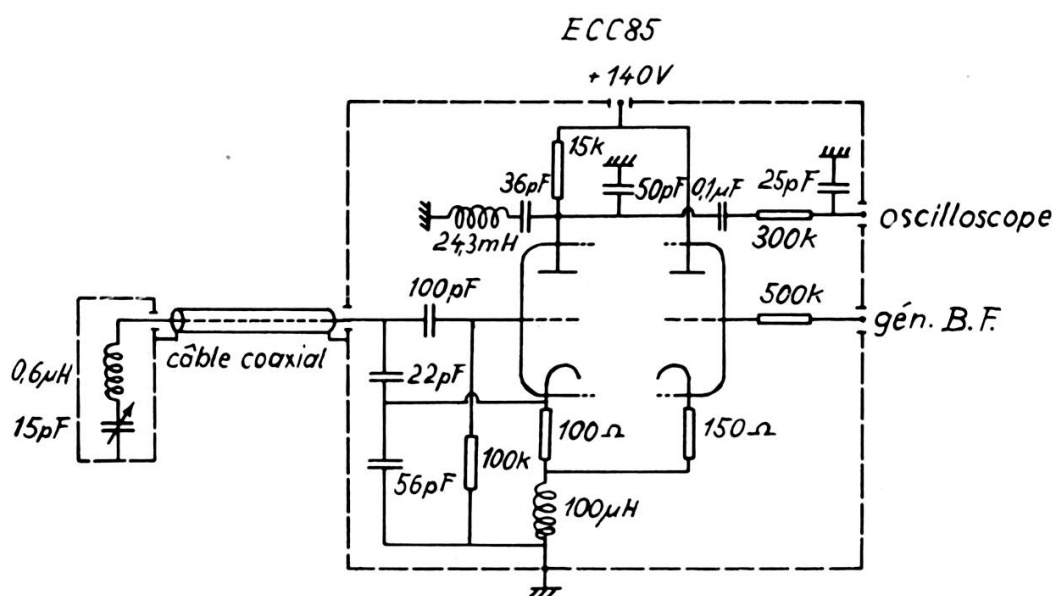 ECC85
+ 140V
15k
36pF
50pF
0,1µF
25pF
24,3mH
300k
oscilloscope
100pF
500k
gén. B.F.
câble coaxial
0,6µH
22pF
15pF
100Ω
150Ω
56pF
100k
100µH